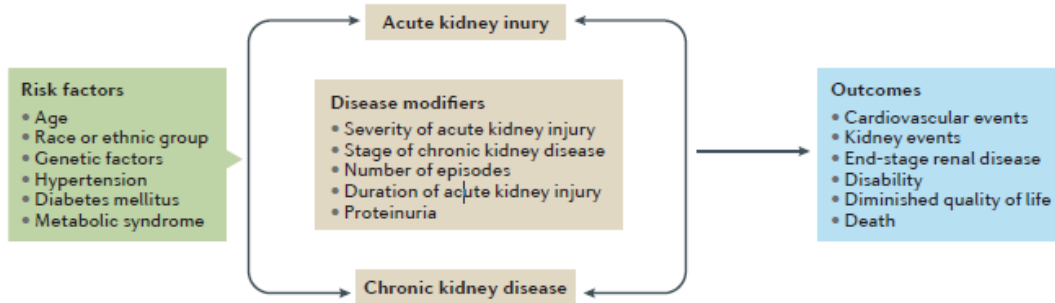 Acute kidney inury
Risk factors
• Age
• Race or ethnic group
• Genetic factors
• Hypertension
• Diabetes mellitus
• Metabolic syndrome
Disease modifiers
• Severity of acute kidney injury
• Stage of chronic kidney disease
• Number of episodes
• Duration of acute kidney injury
• Proteinuria
Outcomes
• Cardiovascular events
• Kidney events
• End-stage renal disease
• Disability
• Diminished quality of life
• Death
Chronic kidney disease